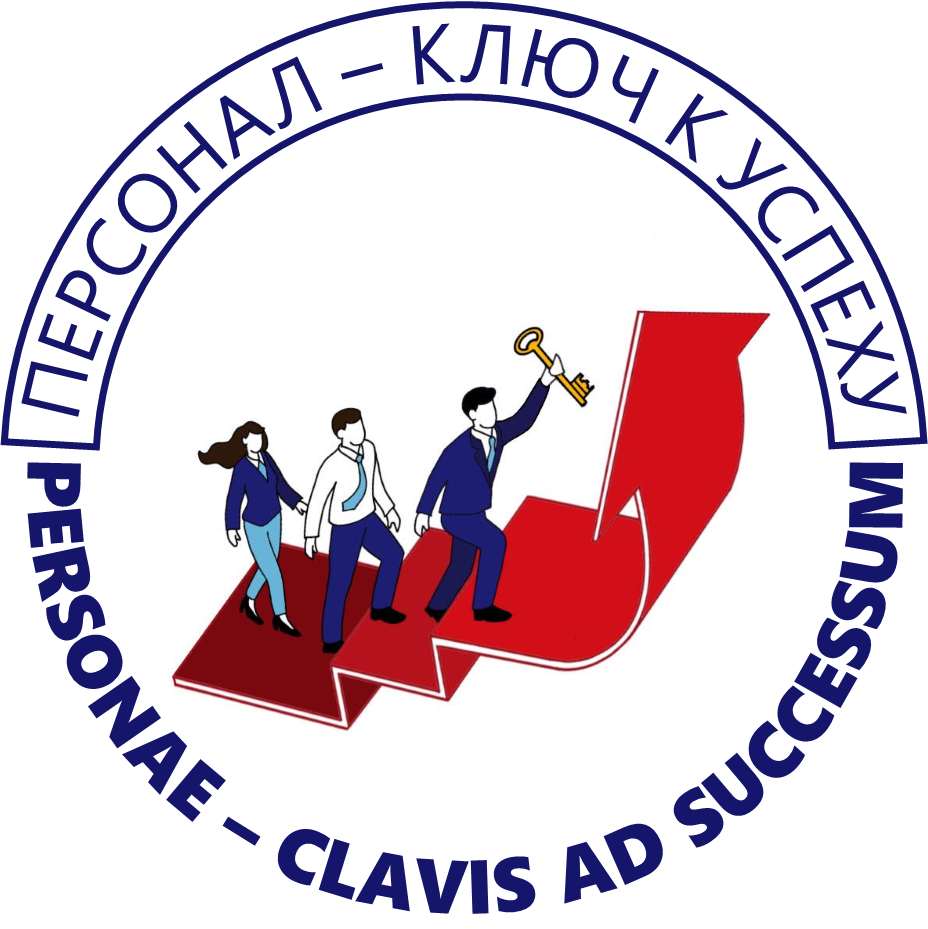 ПЕРСОНАЛ – КЛЮЧ К УСПЕХУ
PERSONAE – CLAVIS AD SUCCESSUM